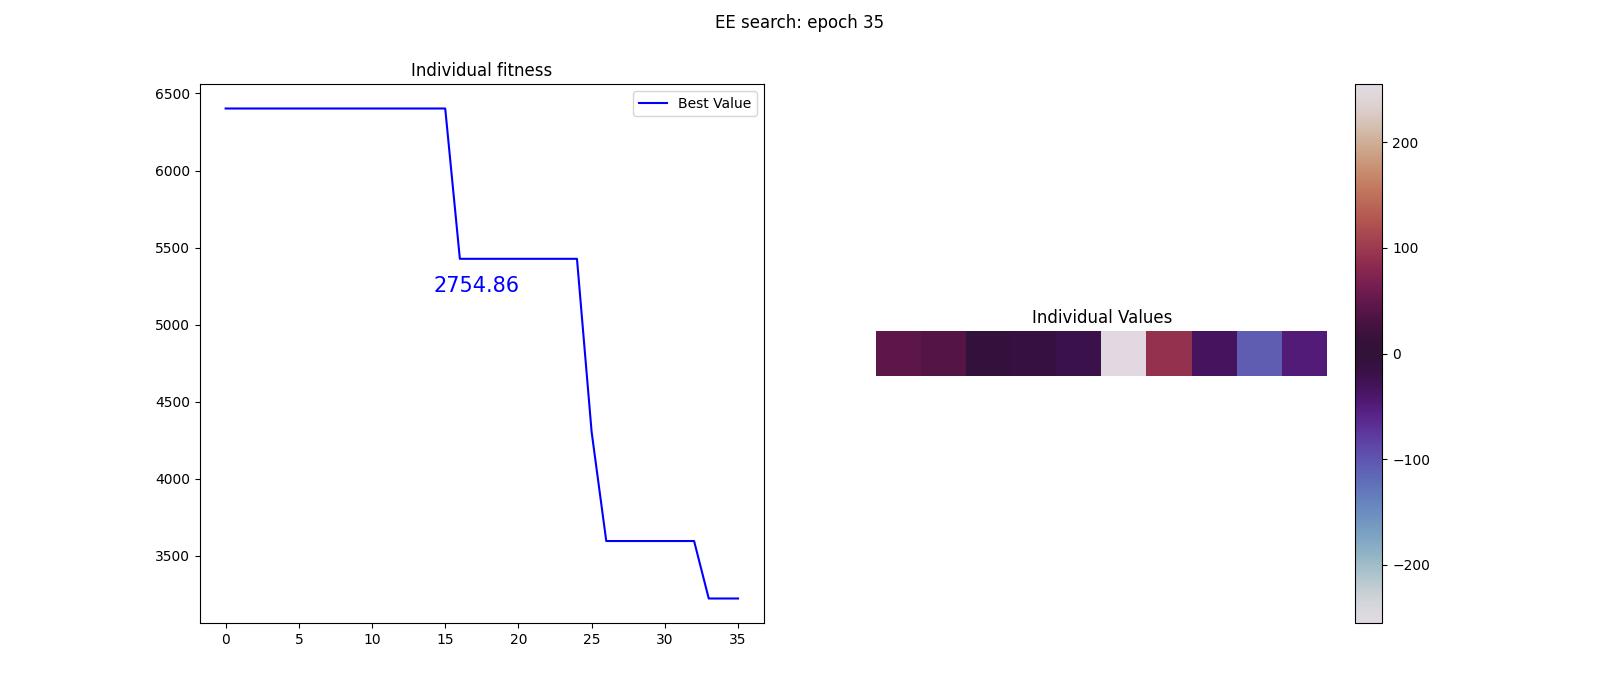 EE search: epoch 35
Individual fitness
Best Value
6500
6000
5500
5000
4500
4000
3500
2754.86
0 5 10 15 20 25 30 35
Individual Values
200
100
0
−100
−200